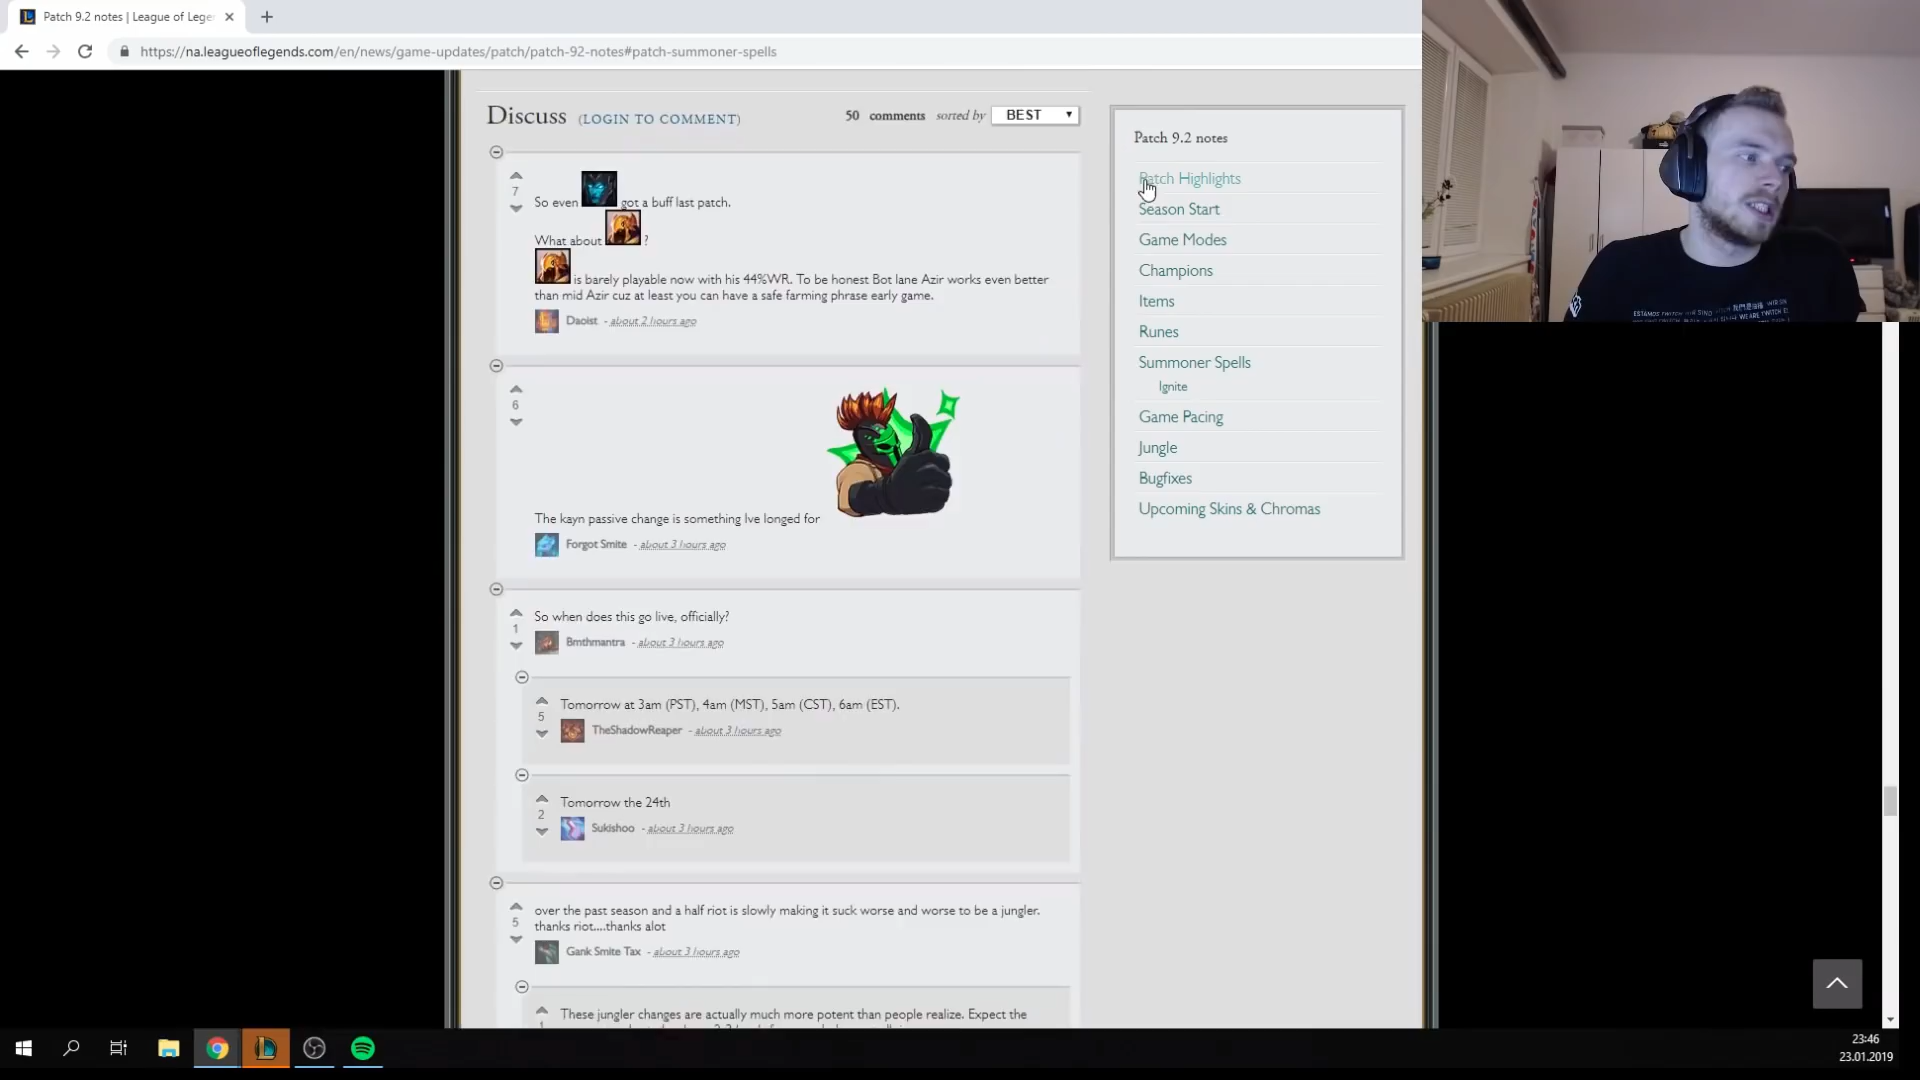 Patch 9.2 notes | League of Lege
https://na.leagueoflegends.com/en/news/game-updates/patch/patch-92-notes#patch-summoner-spells
Discuss (LOGIN TO COMMENT)
50 comments sorted by BEST
7
So even got a buff last patch.
What about ?
is barely playable now with his 44%WR. To be honest Bot lane Azir works even better
than mid Azir cuz at least you can have a safe farming phrase early game.
Daoist - about 2 hours ago
6
The kayn passive change is something Ive longed for
Forgot Smite - about 3 hours ago
1
So when does this go live, officially?
Bmthmantra - about 3 hours ago
5
Tomorrow at 3am (PST), 4am (MST), 5am (CST), 6am (EST).
TheShadowReaper - about 3 hours ago
2
Tomorrow the 24th
Sukishoo - about 3 hours ago
5
over the past season and a half riot is slowly making it suck worse and worse to be a jungler.
thanks riot....thanks alot
Gank Smite Tax - about 3 hours ago
1
These jungler changes are actually much more potent than people realize. Expect the
Patch 9.2 notes
Patch Highlights
Season Start
Game Modes
Champions
Items
Runes
Summoner Spells
Ignite
Game Pacing
Jungle
Bugfixes
Upcoming Skins & Chromas
23:46
23.01.2019